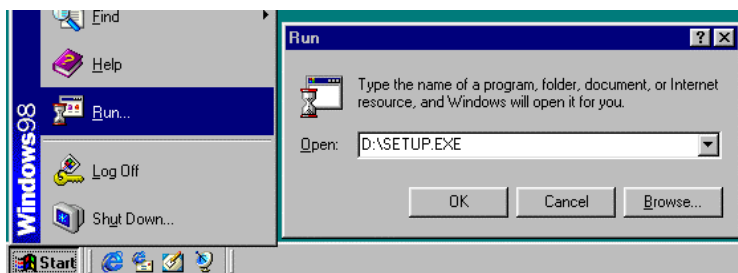 Find
Help
Run...
Log Off
Shut Down...
Windows98
Start
Run
Type the name of a program, folder, document, or Internet
resource, and Windows will open it for you.
Open:
D:\SETUP.EXE
OK
Cancel
Browse...